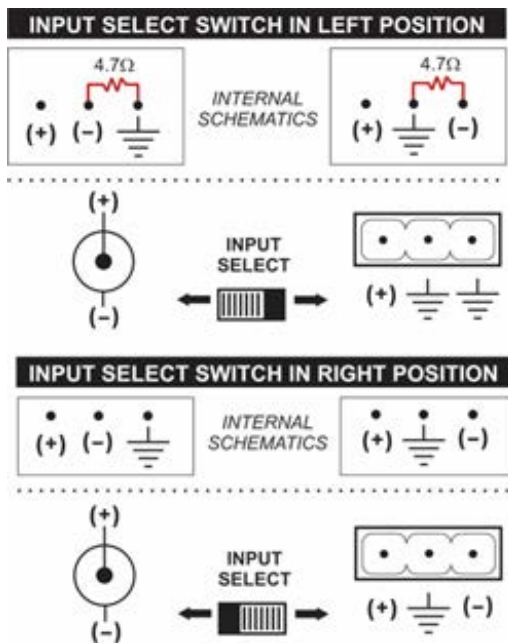 INPUT SELECT SWITCH IN LEFT POSITION
4.7Ω
(+) (−)
INTERNAL
SCHEMATICS
4.7Ω
(+) (−)
(+)
(−)
INPUT
SELECT
(+)
INPUT SELECT SWITCH IN RIGHT POSITION
(+) (−)
INTERNAL
SCHEMATICS
(+) (−)
(+)
(−)
INPUT
SELECT
(+) (−)